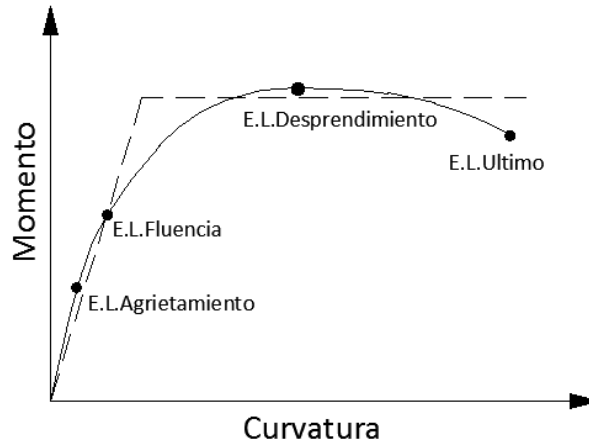 E.L.Desprendimiento
E.L.Ultimo
E.L.Fluencia
E.L.Agrietamiento
Momento
Curvatura